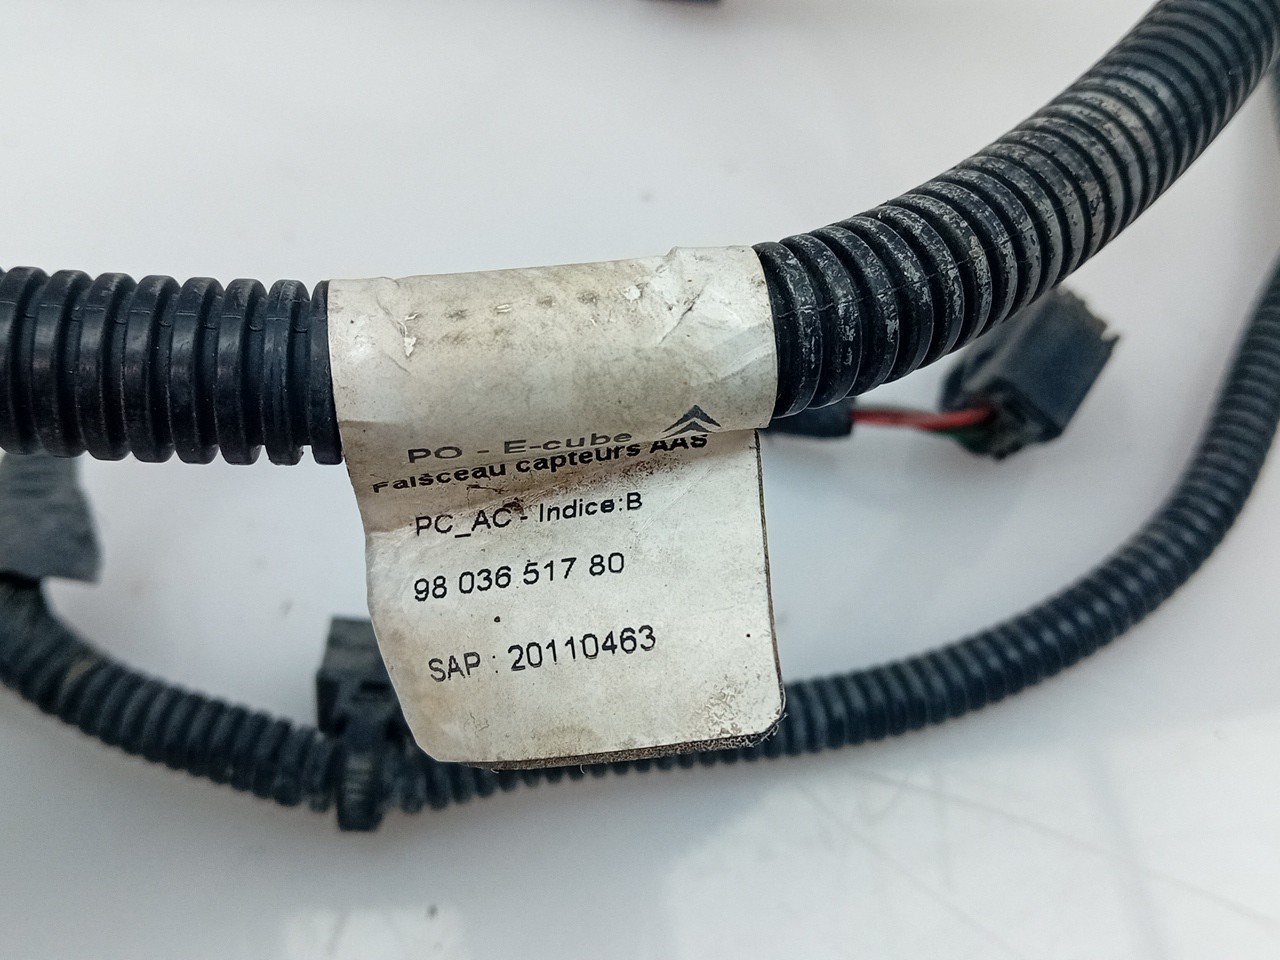 PO - E-cube
Faisceau capteurs AAS
PC_AC - Indice:B
98 036 517 80
SAP : 20110463